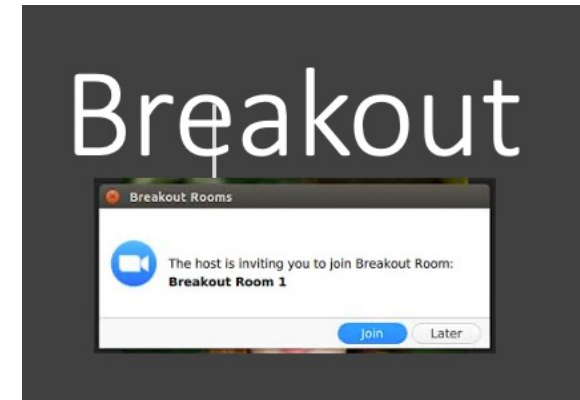 Breakout
Breakout Rooms
The host is inviting you to join Breakout Room:
Breakout Room 1
Join
Later